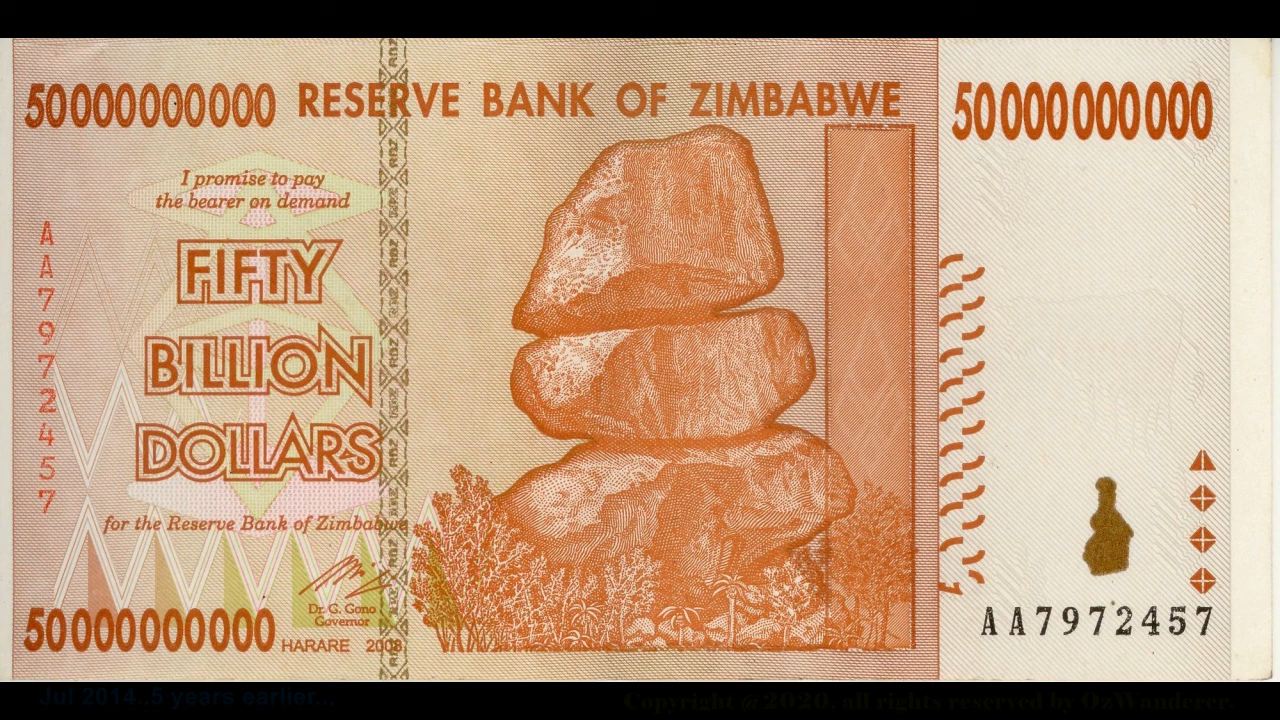 50000000000 RESERVE BANK OF ZIMBABWE 50000000000
I promise to pay
the bearer on demand
FIFTY
BILLION
DOLLARS
for the Reserve Bank of Zimbabwe
Dr. G. Gono
Governor
50000000000 HARARE 2008
AA7972457
AA7972457
RBZ
Jul 2014..5 years earlier...
Copyright @2020. all rights reserved by OzWanderer.